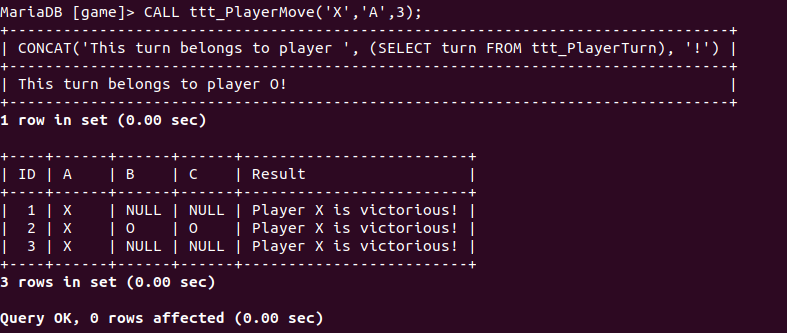 MariaDB [game]> CALL ttt_PlayerMove('X','A',3);
+-----------------------------------------------------------------------------------+
| CONCAT('This turn belongs to player ', (SELECT turn FROM ttt_PlayerTurn), '!') |
+-----------------------------------------------------------------------------------+
| This turn belongs to player O! |
+-----------------------------------------------------------------------------------+
1 row in set (0.00 sec)
+----+------+------+------+--------------------------+
| ID | A | B | C | Result |
+----+------+------+------+--------------------------+
| 1 | X | NULL | NULL | Player X is victorious! |
| 2 | X | O | O | Player X is victorious! |
| 3 | X | NULL | NULL | Player X is victorious! |
+----+------+------+------+--------------------------+
3 rows in set (0.00 sec)
Query OK, 0 rows affected (0.00 sec)